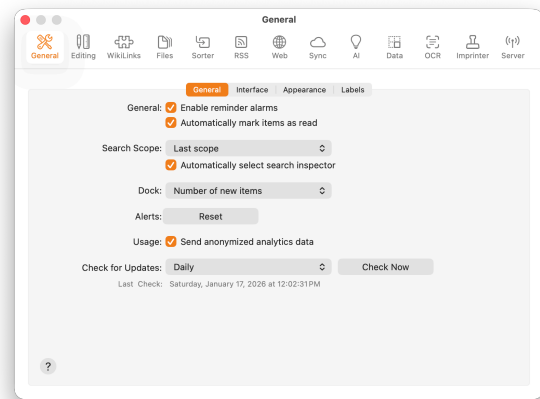 General
General Editing WikiLinks Files Sorter RSS Web Sync AI Data OCR Imprinter Server
General Interface Appearance Labels
General: Enable reminder alarms
Automatically mark items as read
Search Scope: Last scope
Automatically select search inspector
Dock: Number of new items
Alerts: Reset
Usage: Send anonymized analytics data
Check for Updates: Daily Check Now
Last Check: Saturday, January 17, 2026 at 12:02:31 PM
?